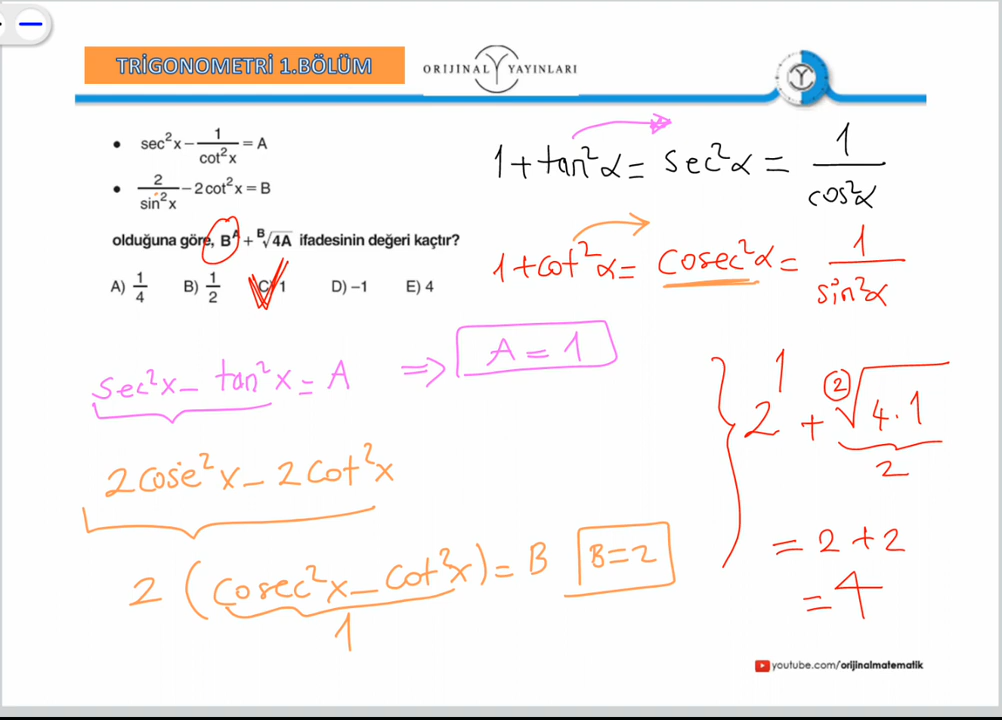 TRİGONOMETRİ 1.BÖLÜM
ORIJINAL YAYINLARI
• sec²x − 1/cot²x = A
• 2/sin²x − 2cot²x = B
olduğuna göre, B^A + ᴮ√4A ifadesinin değeri kaçtır?
A) 1/4 B) 1/2 C) 1 D) −1 E) 4
1 + tan²α = sec²α = 1/cos²α
1 + cot²α = cosec²α = 1/sin²α
sec²x − tan²x = A ⇒ A = 1
2cose²x − 2cot²x
2 (cosec²x − cot²x) = B B=2
1
2¹ + ²√4.1
2
= 2 + 2
= 4
youtube.com/orijinalmatematik